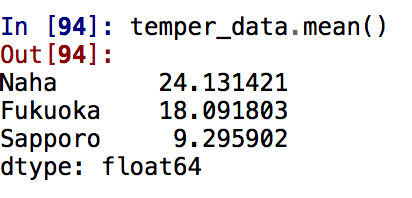 In [94]: temper_data.mean()
Out[94]:
Naha       24.131421
Fukuoka    18.091803
Sapporo     9.295902
dtype: float64